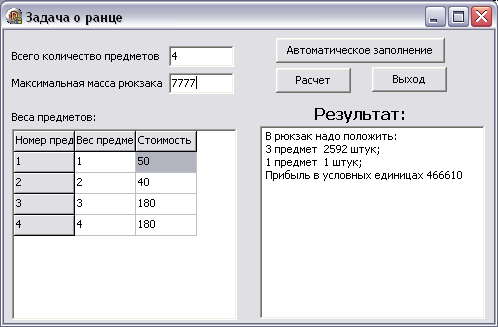 Задача о ранце
Всего количество предметов 4
Максимальная масса рюкзака 7777
Автоматическое заполнение
Расчет Выход
Веса предметов:
Номер пред Вес предме Стоимость
1 1 50
2 2 40
3 3 180
4 4 180
Результат:
В рюкзак надо положить:
3 предмет 2592 штук;
1 предмет 1 штук;
Прибыль в условных единицах 466610